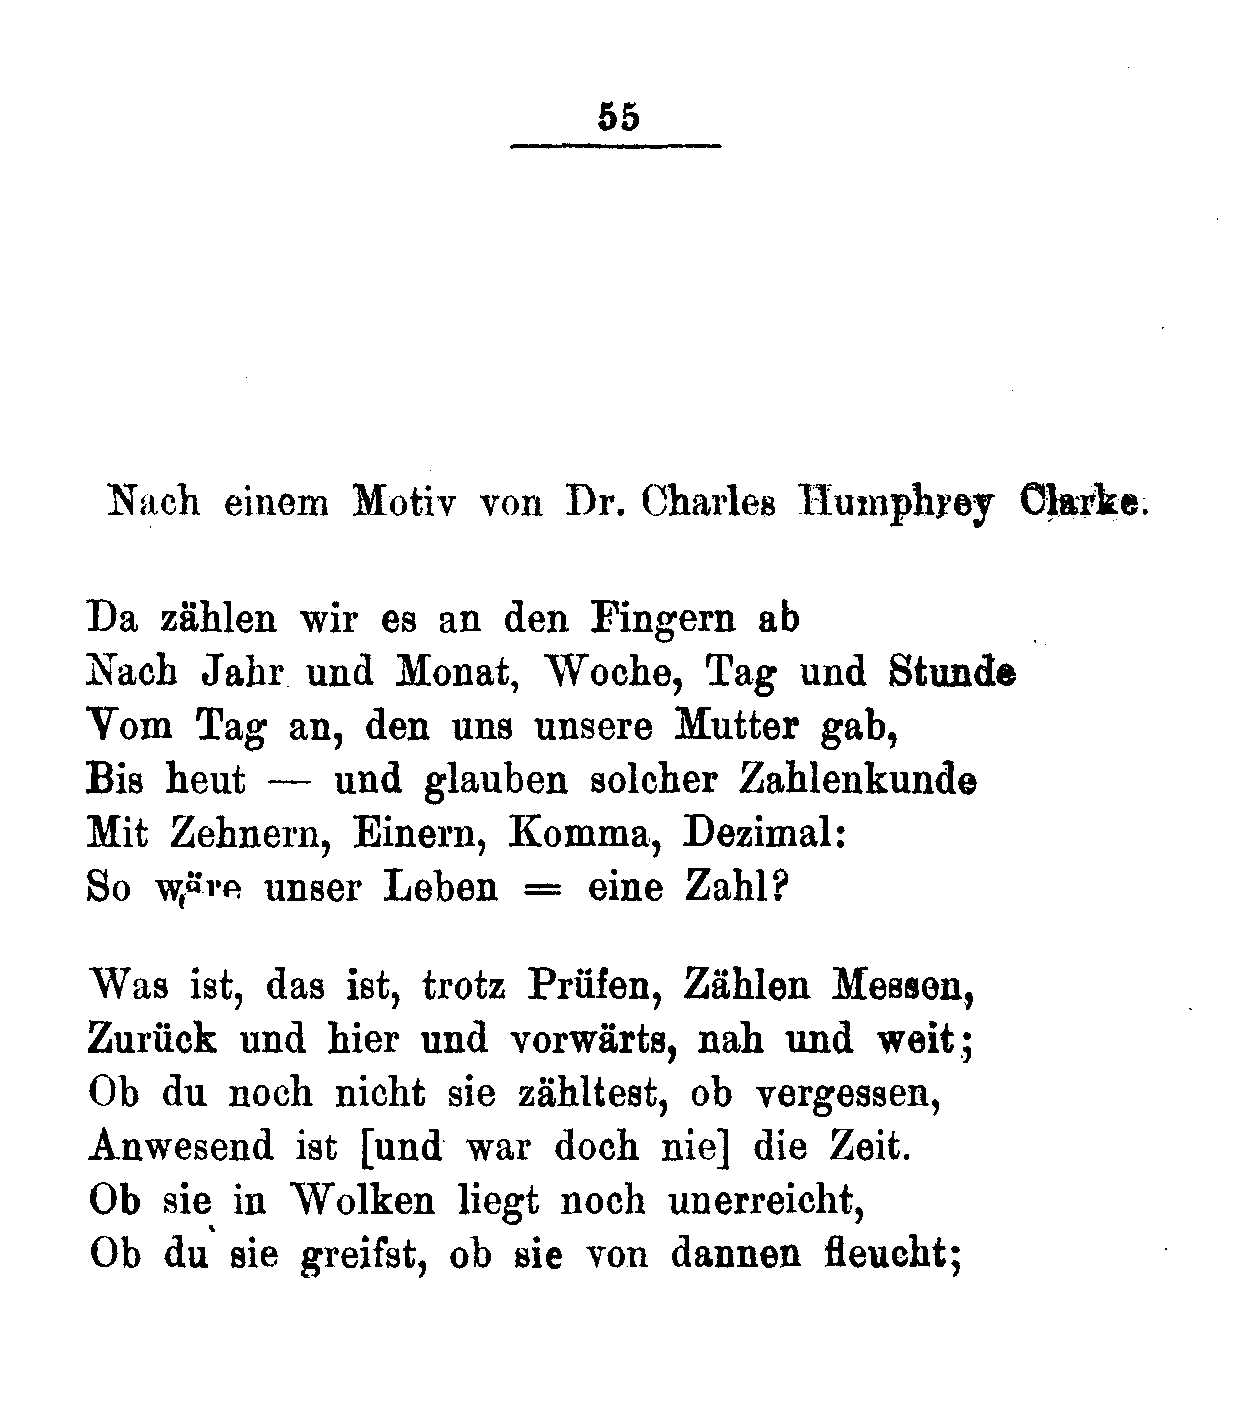 55
Nach einem Motiv von Dr. Charles Humphrey Clarke.
Da zählen wir es an den Fingern ab
Nach Jahr und Monat, Woche, Tag und Stunde
Vom Tag an, den uns unsere Mutter gab,
Bis heut — und glauben solcher Zahlenkunde
Mit Zehnern, Einern, Komma, Dezimal:
So wäre unser Leben = eine Zahl?
Was ist, das ist, trotz Prüfen, Zählen Messen,
Zurück und hier und vorwärts, nah und weit;
Ob du noch nicht sie zähltest, ob vergessen,
Anwesend ist [und war doch nie] die Zeit.
Ob sie in Wolken liegt noch unerreicht,
Ob du sie greifst, ob sie von dannen fleucht;